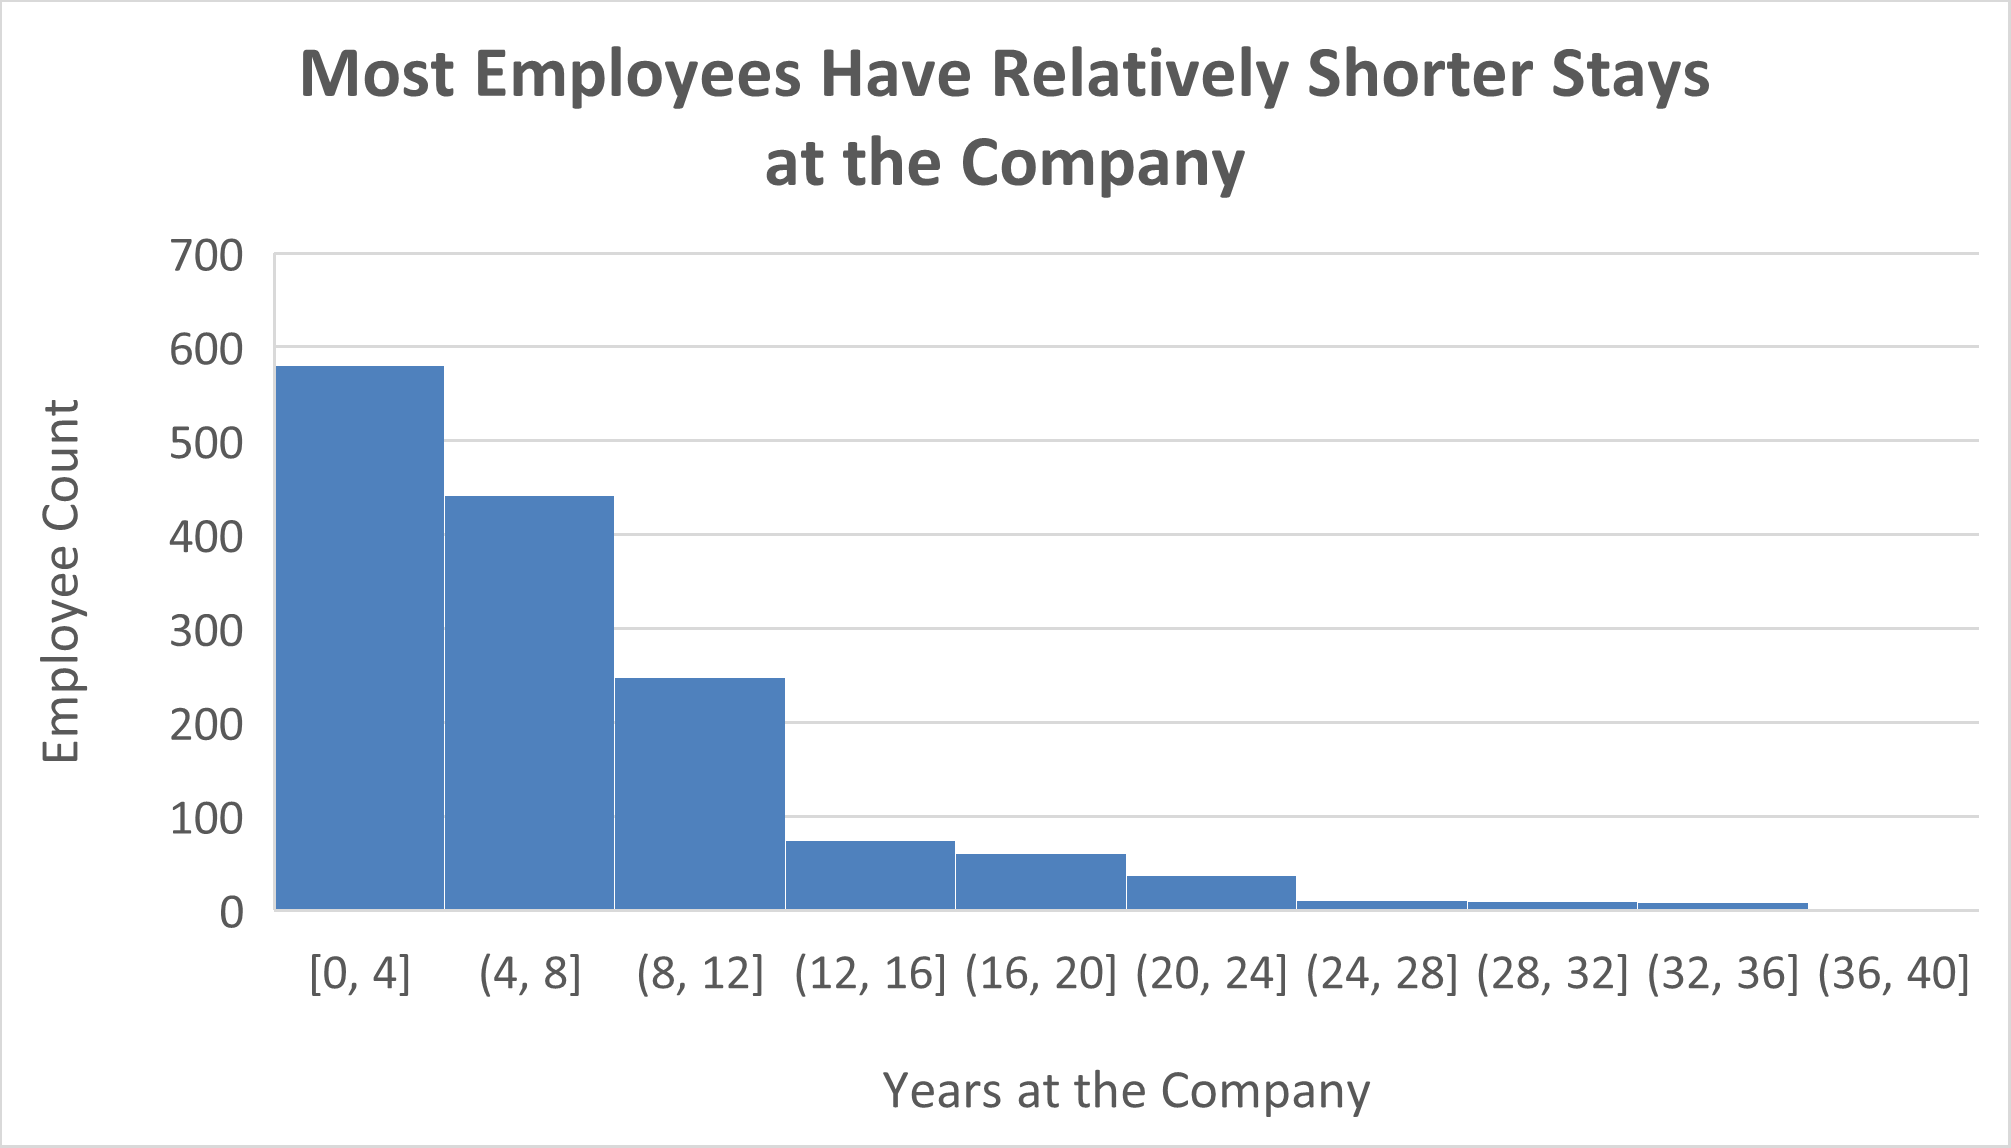 Most Employees Have Relatively Shorter Stays
at the Company
700
600
500
400
300
200
100
0
Employee Count
[0, 4] (4, 8] (8, 12] (12, 16] (16, 20] (20, 24] (24, 28] (28, 32] (32, 36] (36, 40]
Years at the Company